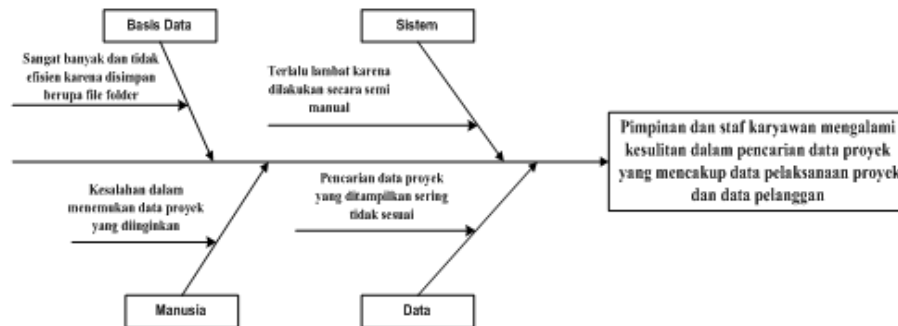 Basis Data
Sistem
Sangat banyak dan tidak
efisien karena disimpan
berupa file folder
Terlalu lambat karena
dilakukan secara semi
manual
Pimpinan dan staf karyawan mengalami
kesulitan dalam pencarian data proyek
yang mencakup data pelaksanaan proyek
dan data pelanggan
Kesalahan dalam
menemukan data proyek
yang diinginkan
Pencarian data proyek
yang ditampilkan sering
tidak sesuai
Manusia
Data